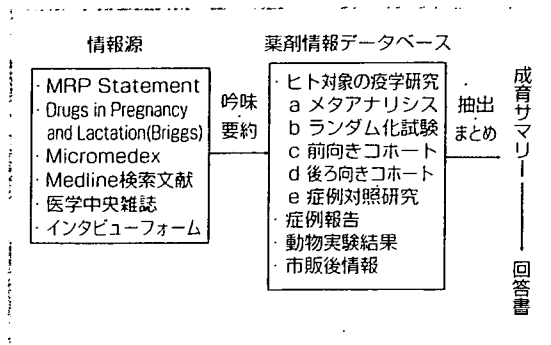 情報源
・MRP Statement
・Drugs in Pregnancy
and Lactation(Briggs)
・Micromedex
・Medline検索文献
・医学中央雑誌
・インタビューフォーム
吟味
・
要約
薬剤情報データベース
・ヒト対象の疫学研究
a メタアナリシス
b ランダム化試験
c 前向きコホート
d 後ろ向きコホート
e 症例対照研究
・症例報告
・動物実験結果
・市販後情報
抽出
・
まとめ
成育サマリー
回答書